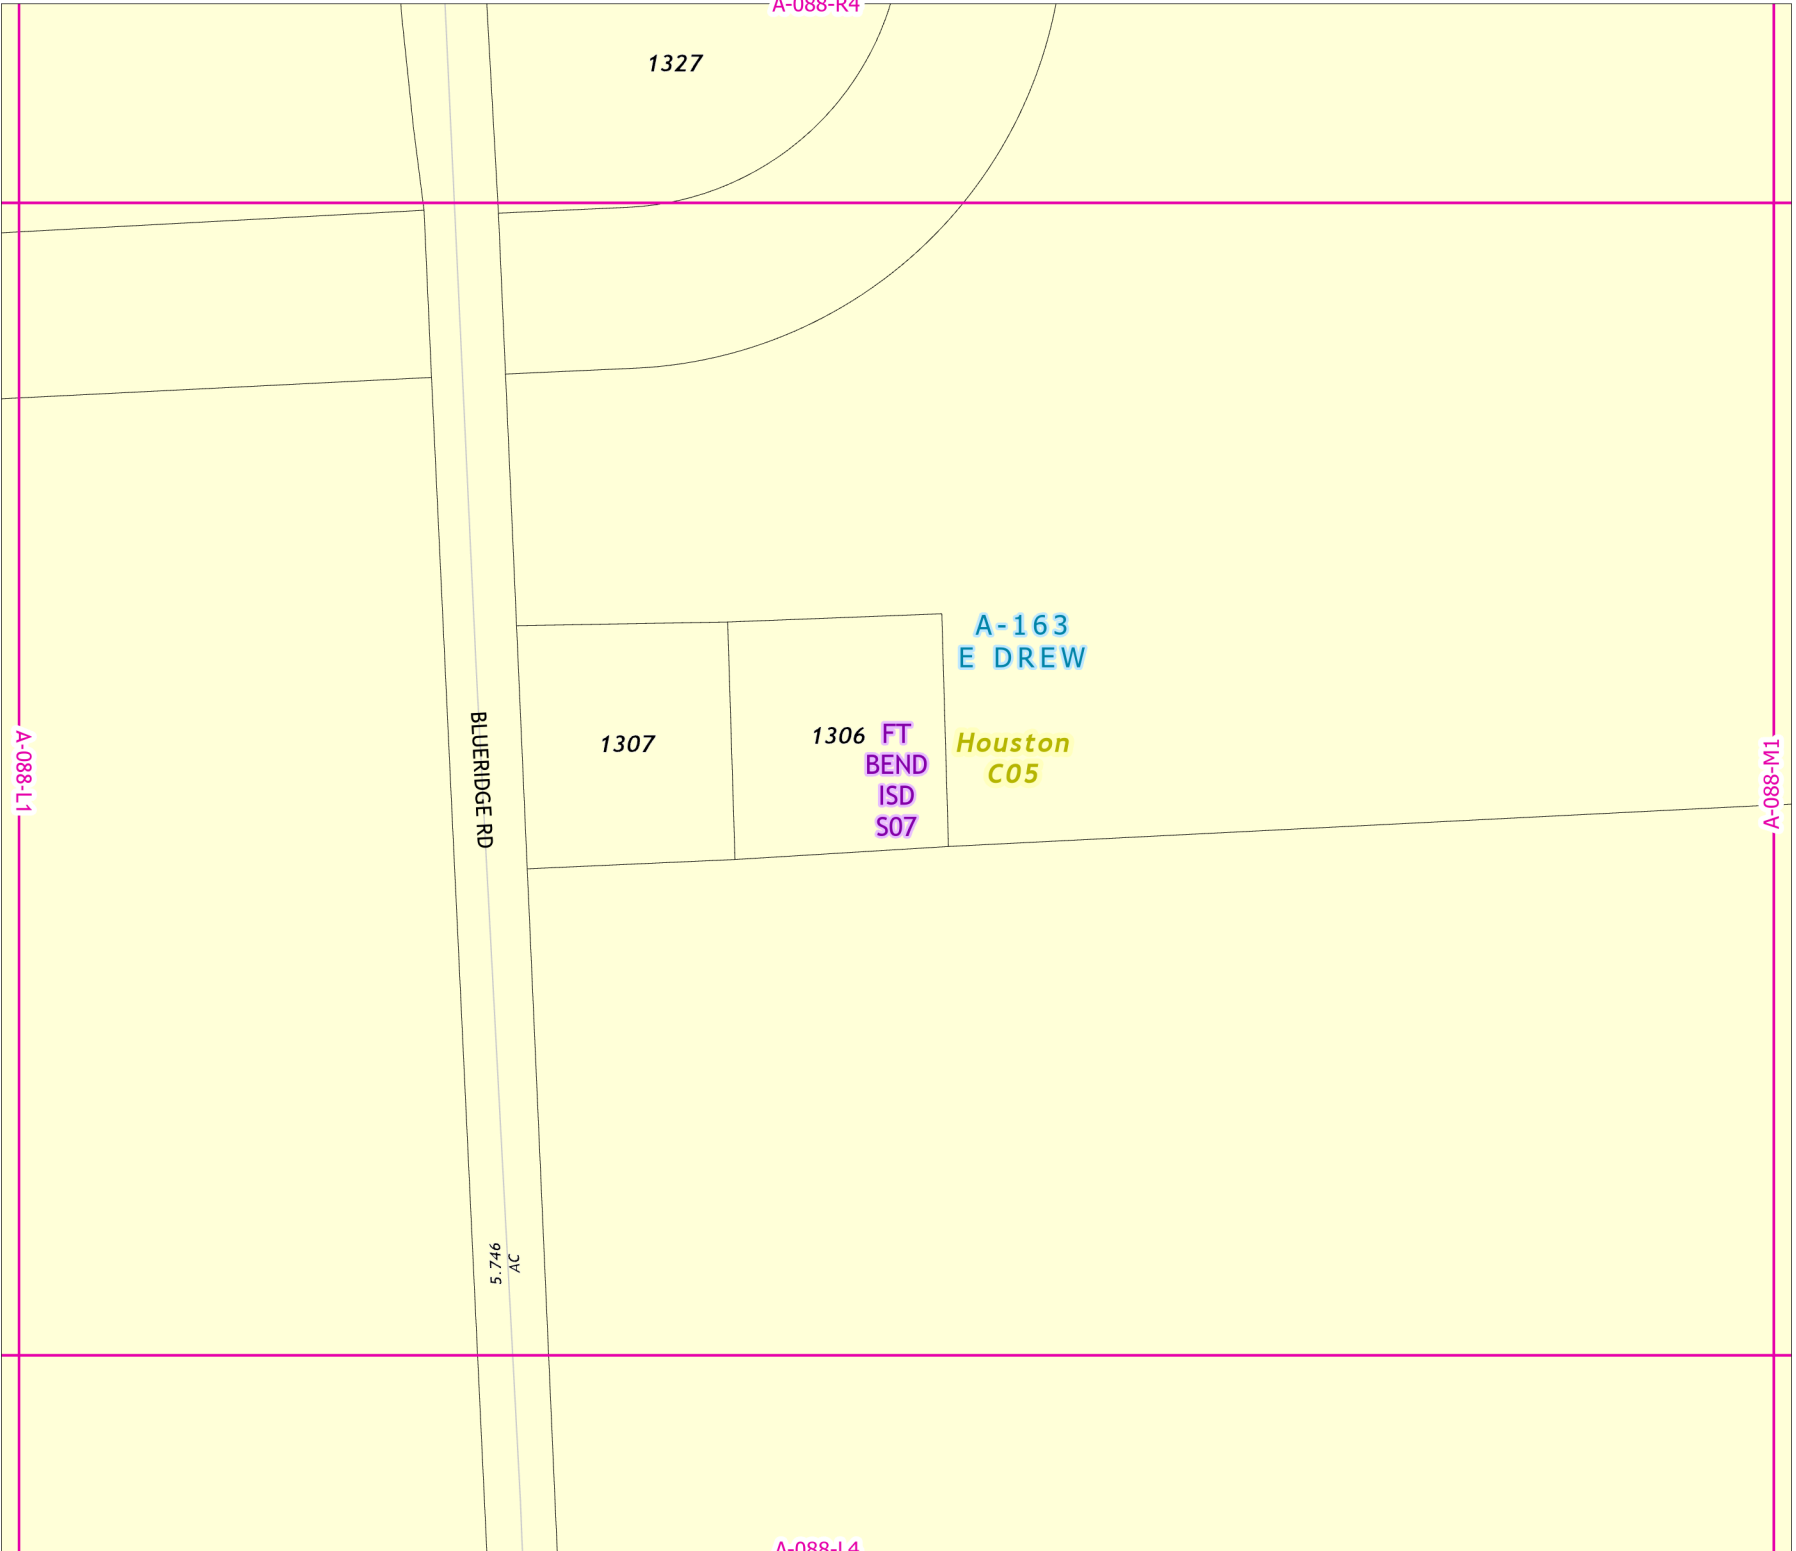 A-088-R4
1327
A-163
E DREW
A-088-L1
BLUERIDGE RD
1307
1306
FT
BEND
ISD
S07
Houston
C05
A-088-M1
5.746
AC
A-088-L4